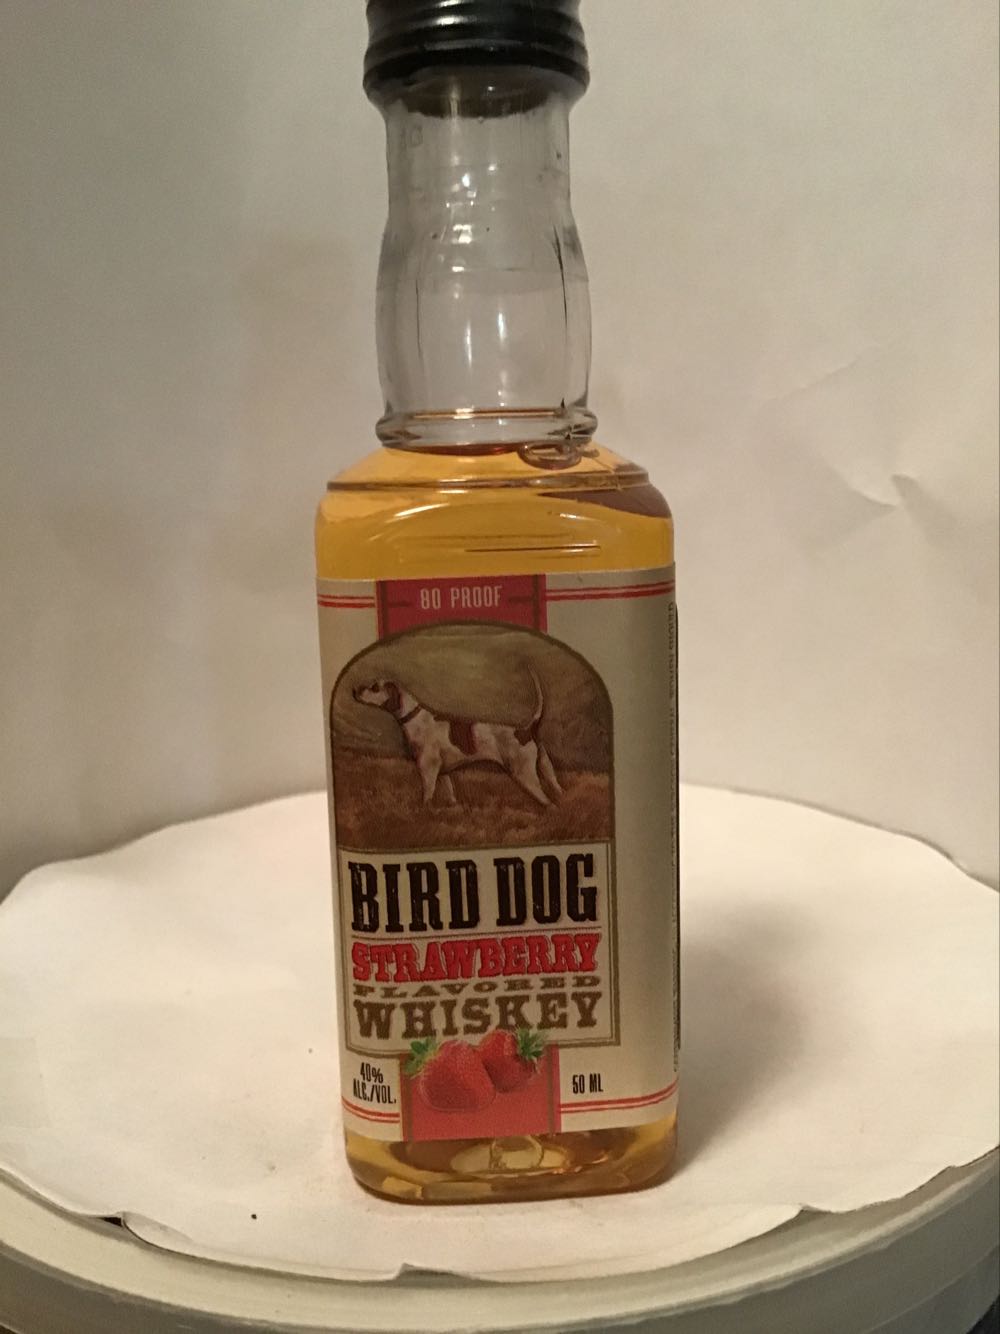 80 PROOF
BIRD DOG
STRAWBERRY
FLAVORED
WHISKEY
40%
ALC./VOL.
50 ML